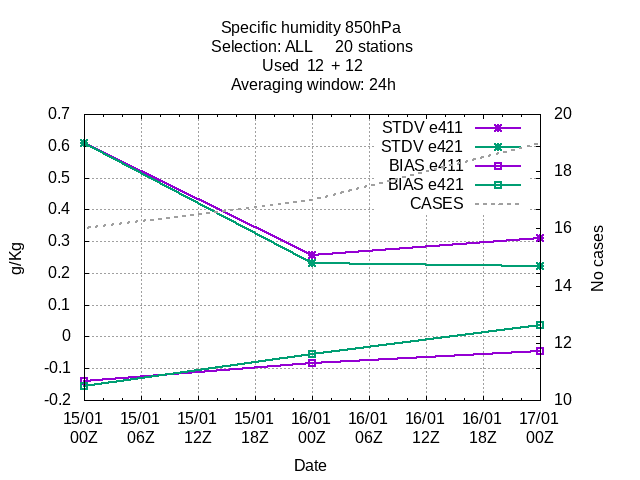 Specific humidity 850hPa
Selection: ALL 20 stations
Used 12 + 12
Averaging window: 24h
STDV e411
STDV e421
BIAS e411
BIAS e421
CASES
0.7
0.6
0.5
0.4
0.3
0.2
0.1
0
-0.1
-0.2
g/Kg
20
18
16
14
12
10
No cases
15/01 15/01 15/01 15/01 16/01 16/01 16/01 16/01 17/01
00Z 06Z 12Z 18Z 00Z 06Z 12Z 18Z 00Z
Date